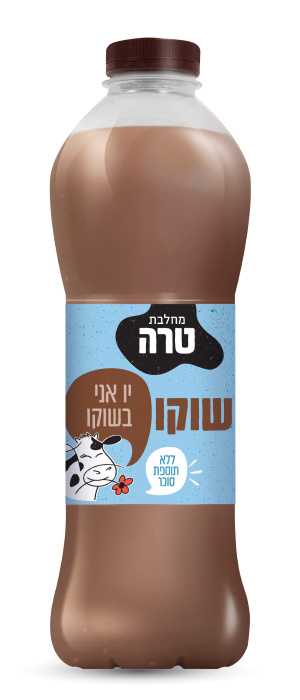 מחלבת
טרה
יו אני
בשוקו
שוקו
ללא
תוספת
סוכר